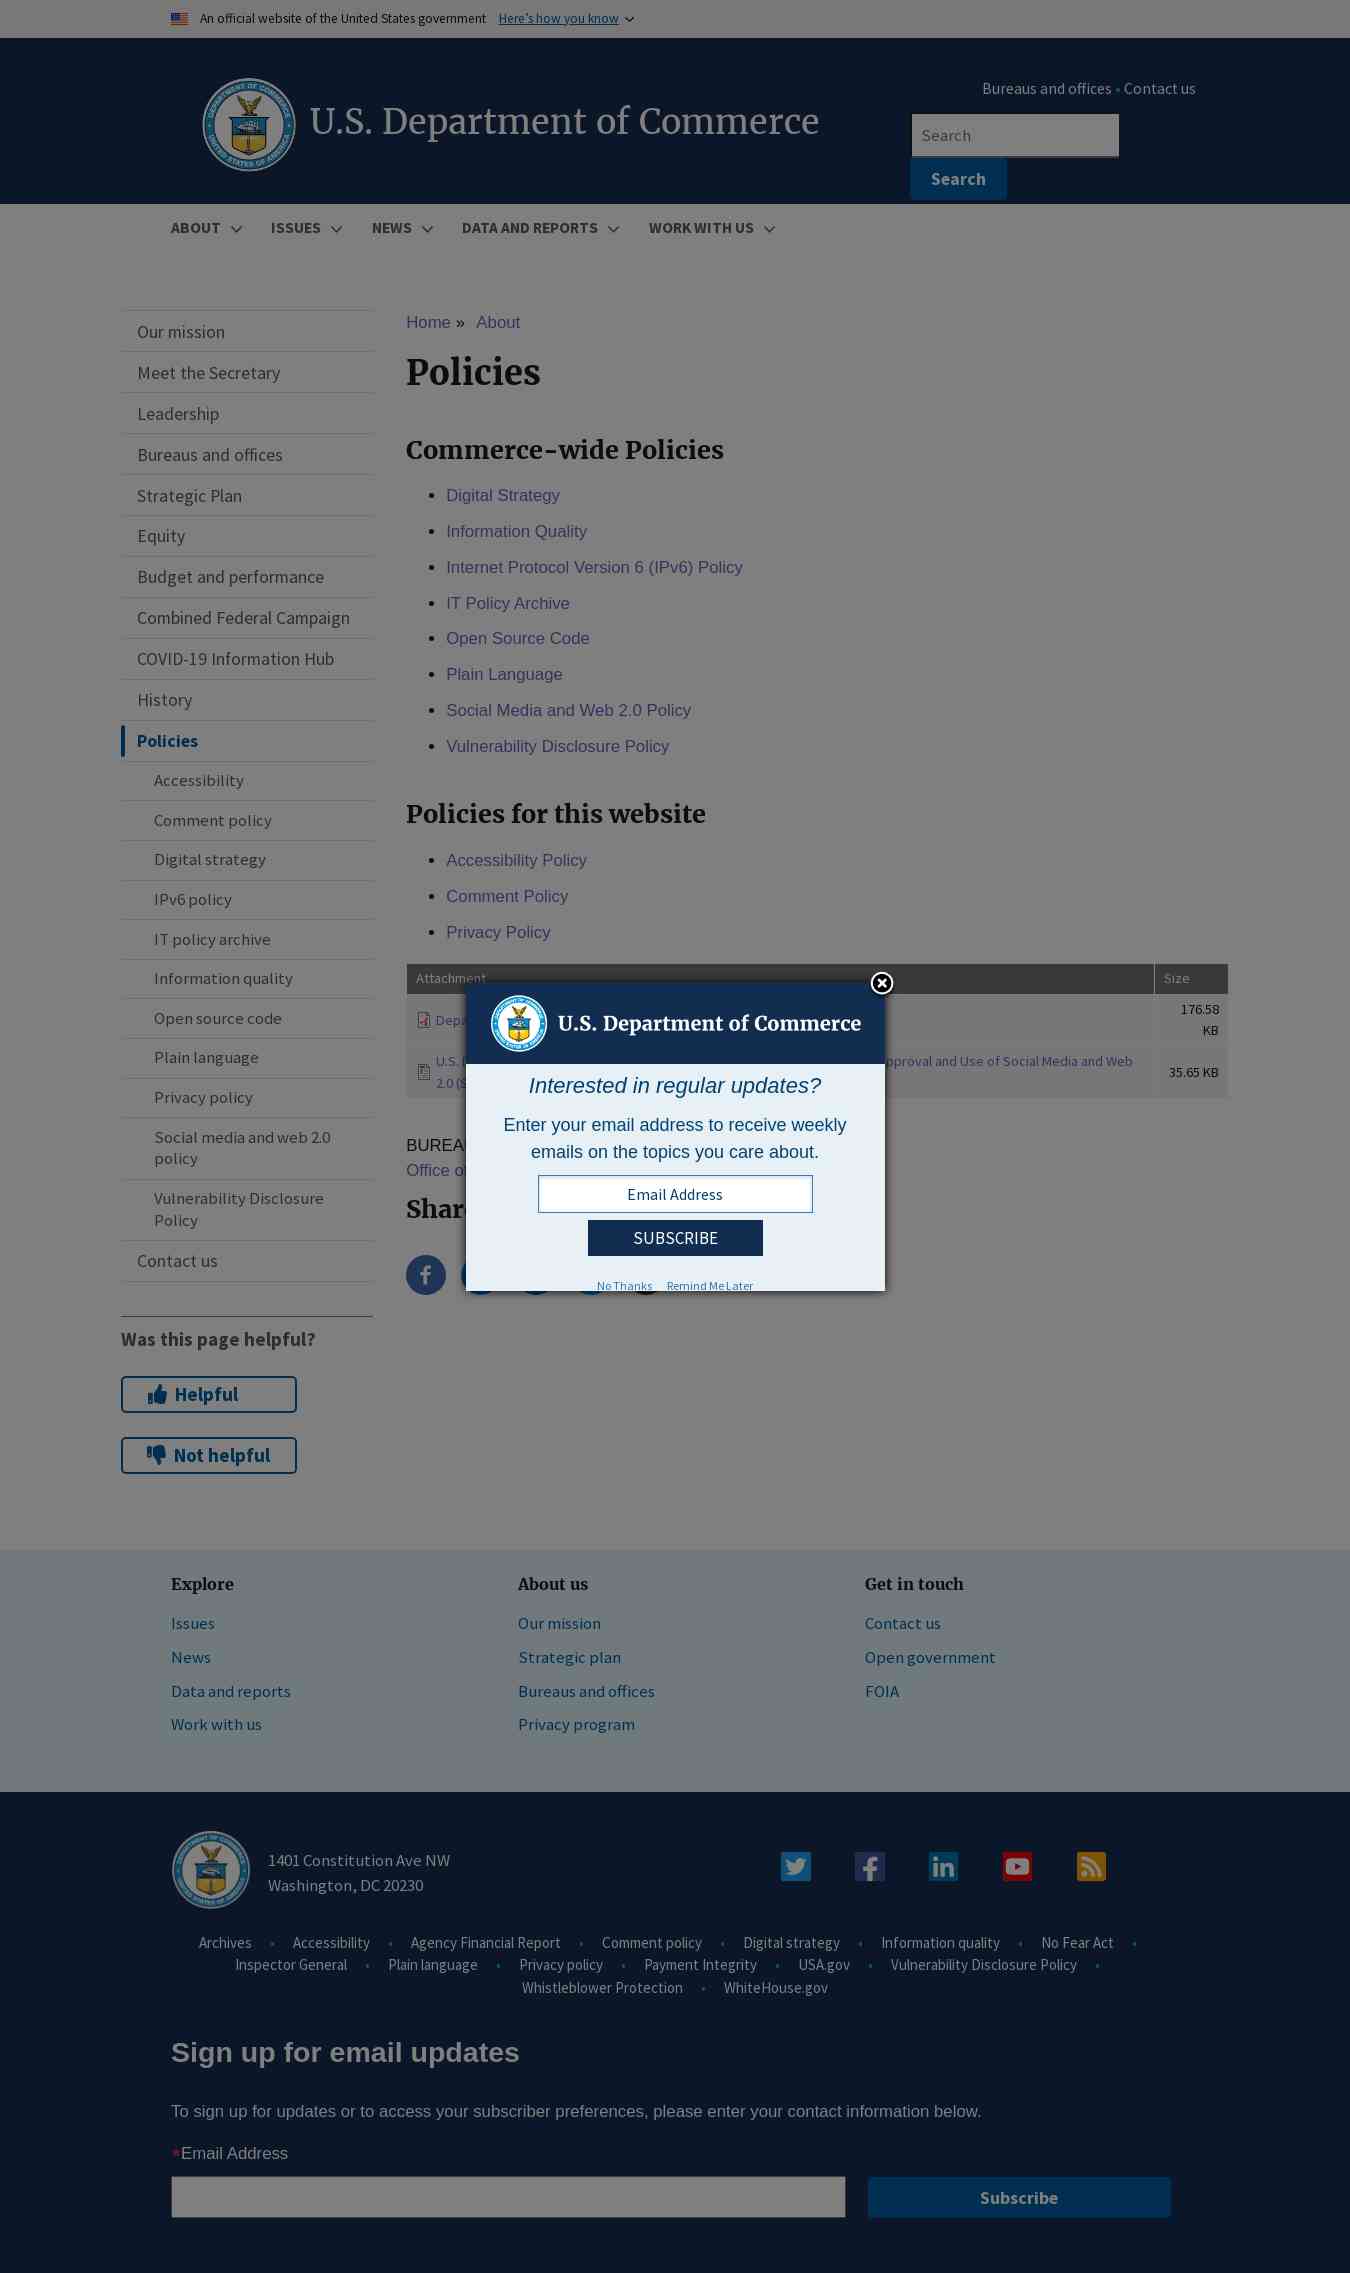 An official website of the United States government Here's how you know
Bureaus and offices • Contact us
U.S. Department of Commerce
Search
Search
ABOUT ISSUES NEWS DATA AND REPORTS WORK WITH US
Our mission
Meet the Secretary
Leadership
Bureaus and offices
Strategic Plan
Equity
Budget and performance
Combined Federal Campaign
COVID-19 Information Hub
History
Policies
Accessibility
Comment policy
Digital strategy
IPv6 policy
IT policy archive
Information quality
Open source code
Plain language
Privacy policy
Social media and web 2.0
policy
Vulnerability Disclosure
Policy
Contact us
Was this page helpful?
Helpful
Not helpful
Home » About
Policies
Commerce-wide Policies
Digital Strategy
Information Quality
Internet Protocol Version 6 (IPv6) Policy
IT Policy Archive
Open Source Code
Plain Language
Social Media and Web 2.0 Policy
Vulnerability Disclosure Policy
Policies for this website
Accessibility Policy
Comment Policy
Privacy Policy
Attachment Size
176.58
KB
U.S. and Use of Social Media and Web
2.0 35.65 KB
Office
U.S. Department of Commerce
Interested in regular updates?
Enter your email address to receive weekly
emails on the topics you care about.
Email Address
SUBSCRIBE
No Thanks Remind Me Later
Explore
Issues
News
Data and reports
Work with us
About us
Our mission
Strategic plan
Bureaus and offices
Privacy program
Get in touch
Contact us
Open government
FOIA
1401 Constitution Ave NW
Washington, DC 20230
Archives • Accessibility • Agency Financial Report • Comment policy • Digital strategy • Information quality • No Fear Act •
Inspector General • Plain language • Privacy policy • Payment Integrity • USA.gov • Vulnerability Disclosure Policy •
Whistleblower Protection • WhiteHouse.gov
Sign up for email updates
To sign up for updates or to access your subscriber preferences, please enter your contact information below.
*Email Address
Subscribe